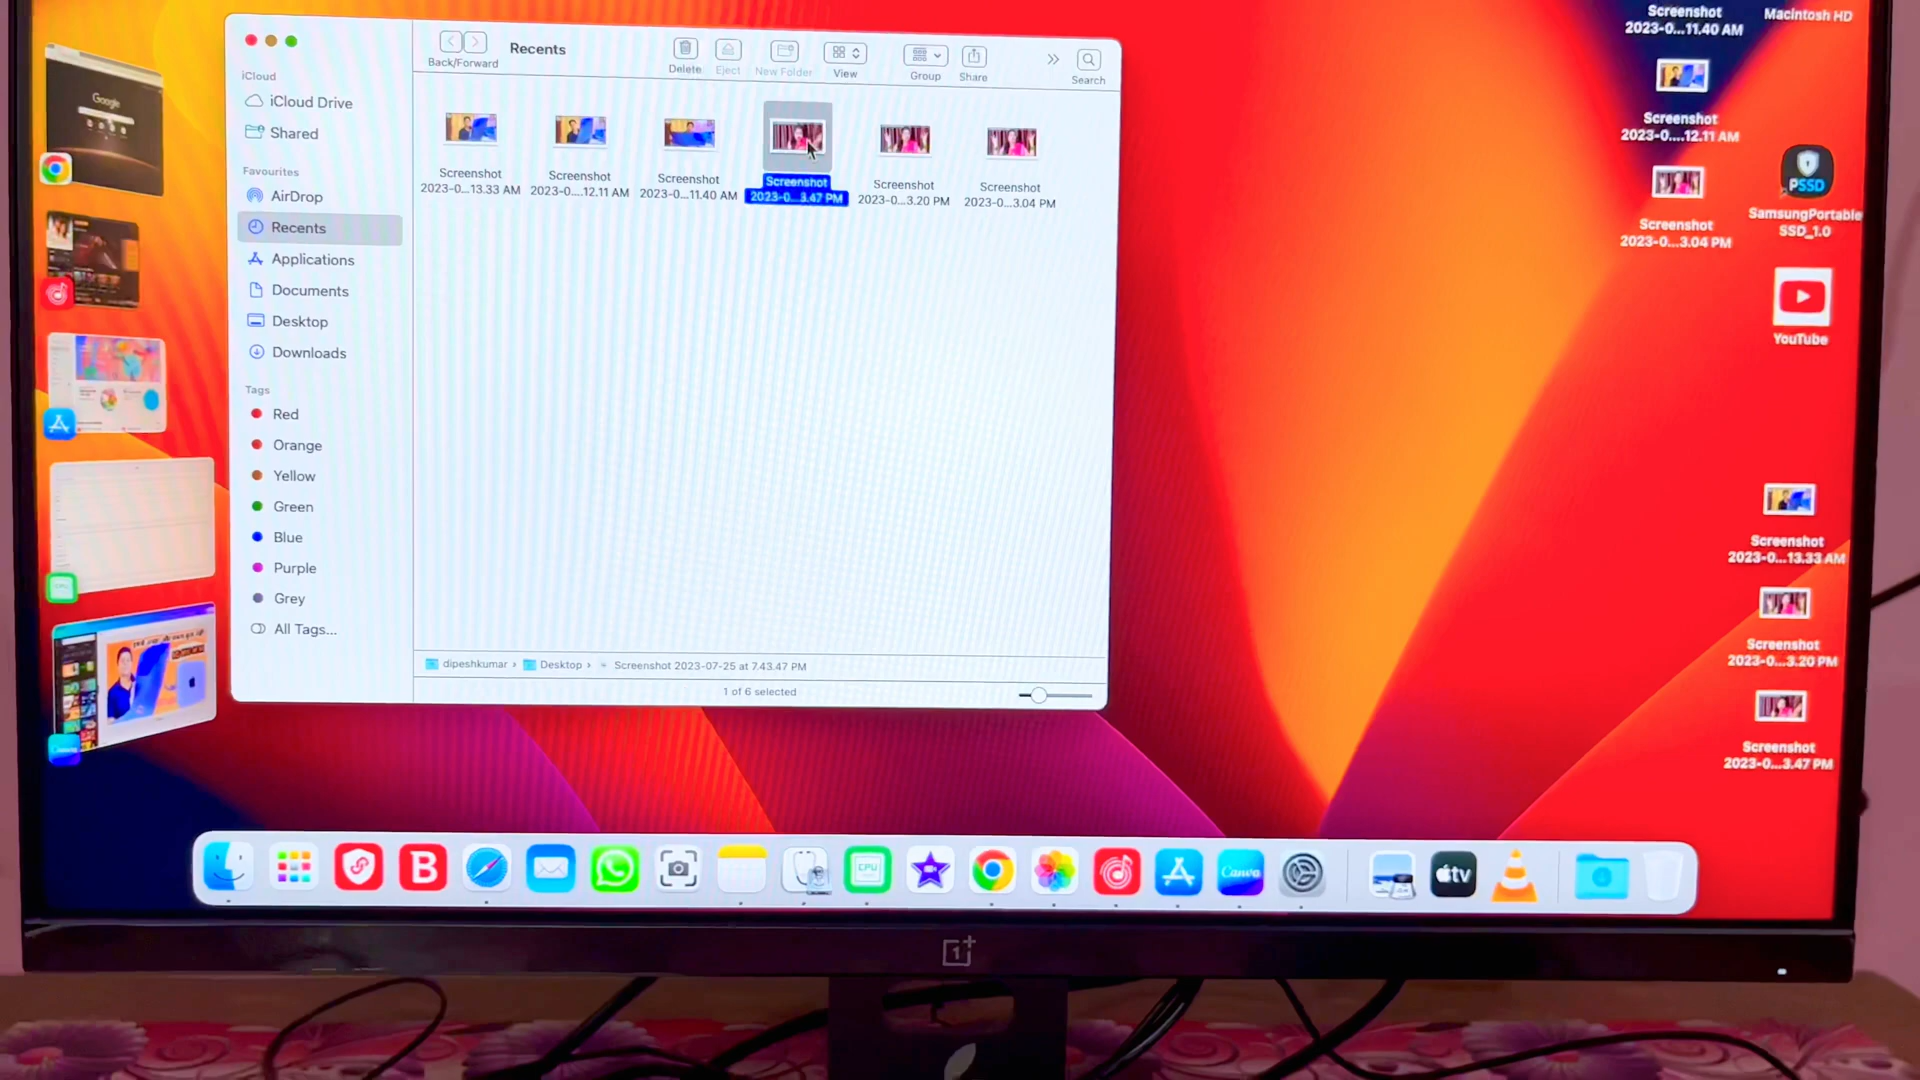 Recents
Back/Forward
Delete
Eject
New Folder
View
Group
Share
Search
iCloud
iCloud Drive
Shared
Favourites
AirDrop
Recents
Applications
Documents
Desktop
Downloads
Tags
Red
Orange
Yellow
Green
Blue
Purple
Grey
All Tags...
Screenshot
2023-0...13.33 AM
Screenshot
2023-0....12.11 AM
Screenshot
2023-0...11.40 AM
Screenshot
2023-0...3.47 PM
Screenshot
2023-0...3.20 PM
Screenshot
2023-0...3.04 PM
dipeshkumar › Desktop › Screenshot 2023-07-25 at 7.43.47 PM
1 of 6 selected
Google
Screenshot
2023-0...11.40 AM
Macintosh HD
Screenshot
2023-0....12.11 AM
Screenshot
2023-0...3.04 PM
PSSD
SamsungPortable
SSD_1.0
YouTube
Screenshot
2023-0...13.33 AM
Screenshot
2023-0...3.20 PM
Screenshot
2023-0...3.47 PM
B
CPU
Canva
tv
1+